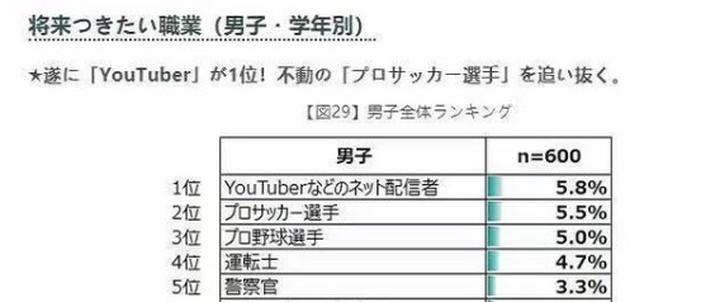 将来つきたい職業（男子・学年別）
★遂に「YouTuber」が1位！不動の「プロサッカー選手」を追い抜く。
【図29】男子全体ランキング
男子 n=600
1位 YouTuberなどのネット配信者 5.8%
2位 プロサッカー選手 5.5%
3位 プロ野球選手 5.0%
4位 運転士 4.7%
5位 警察官 3.3%